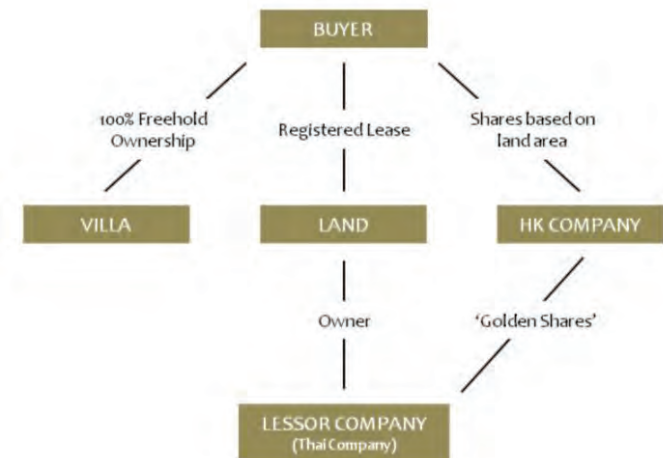 BUYER
100% Freehold
Ownership
Registered Lease
Shares based on
land area
VILLA
LAND
HK COMPANY
Owner
‘Golden Shares’
LESSOR COMPANY
(Thai Company)